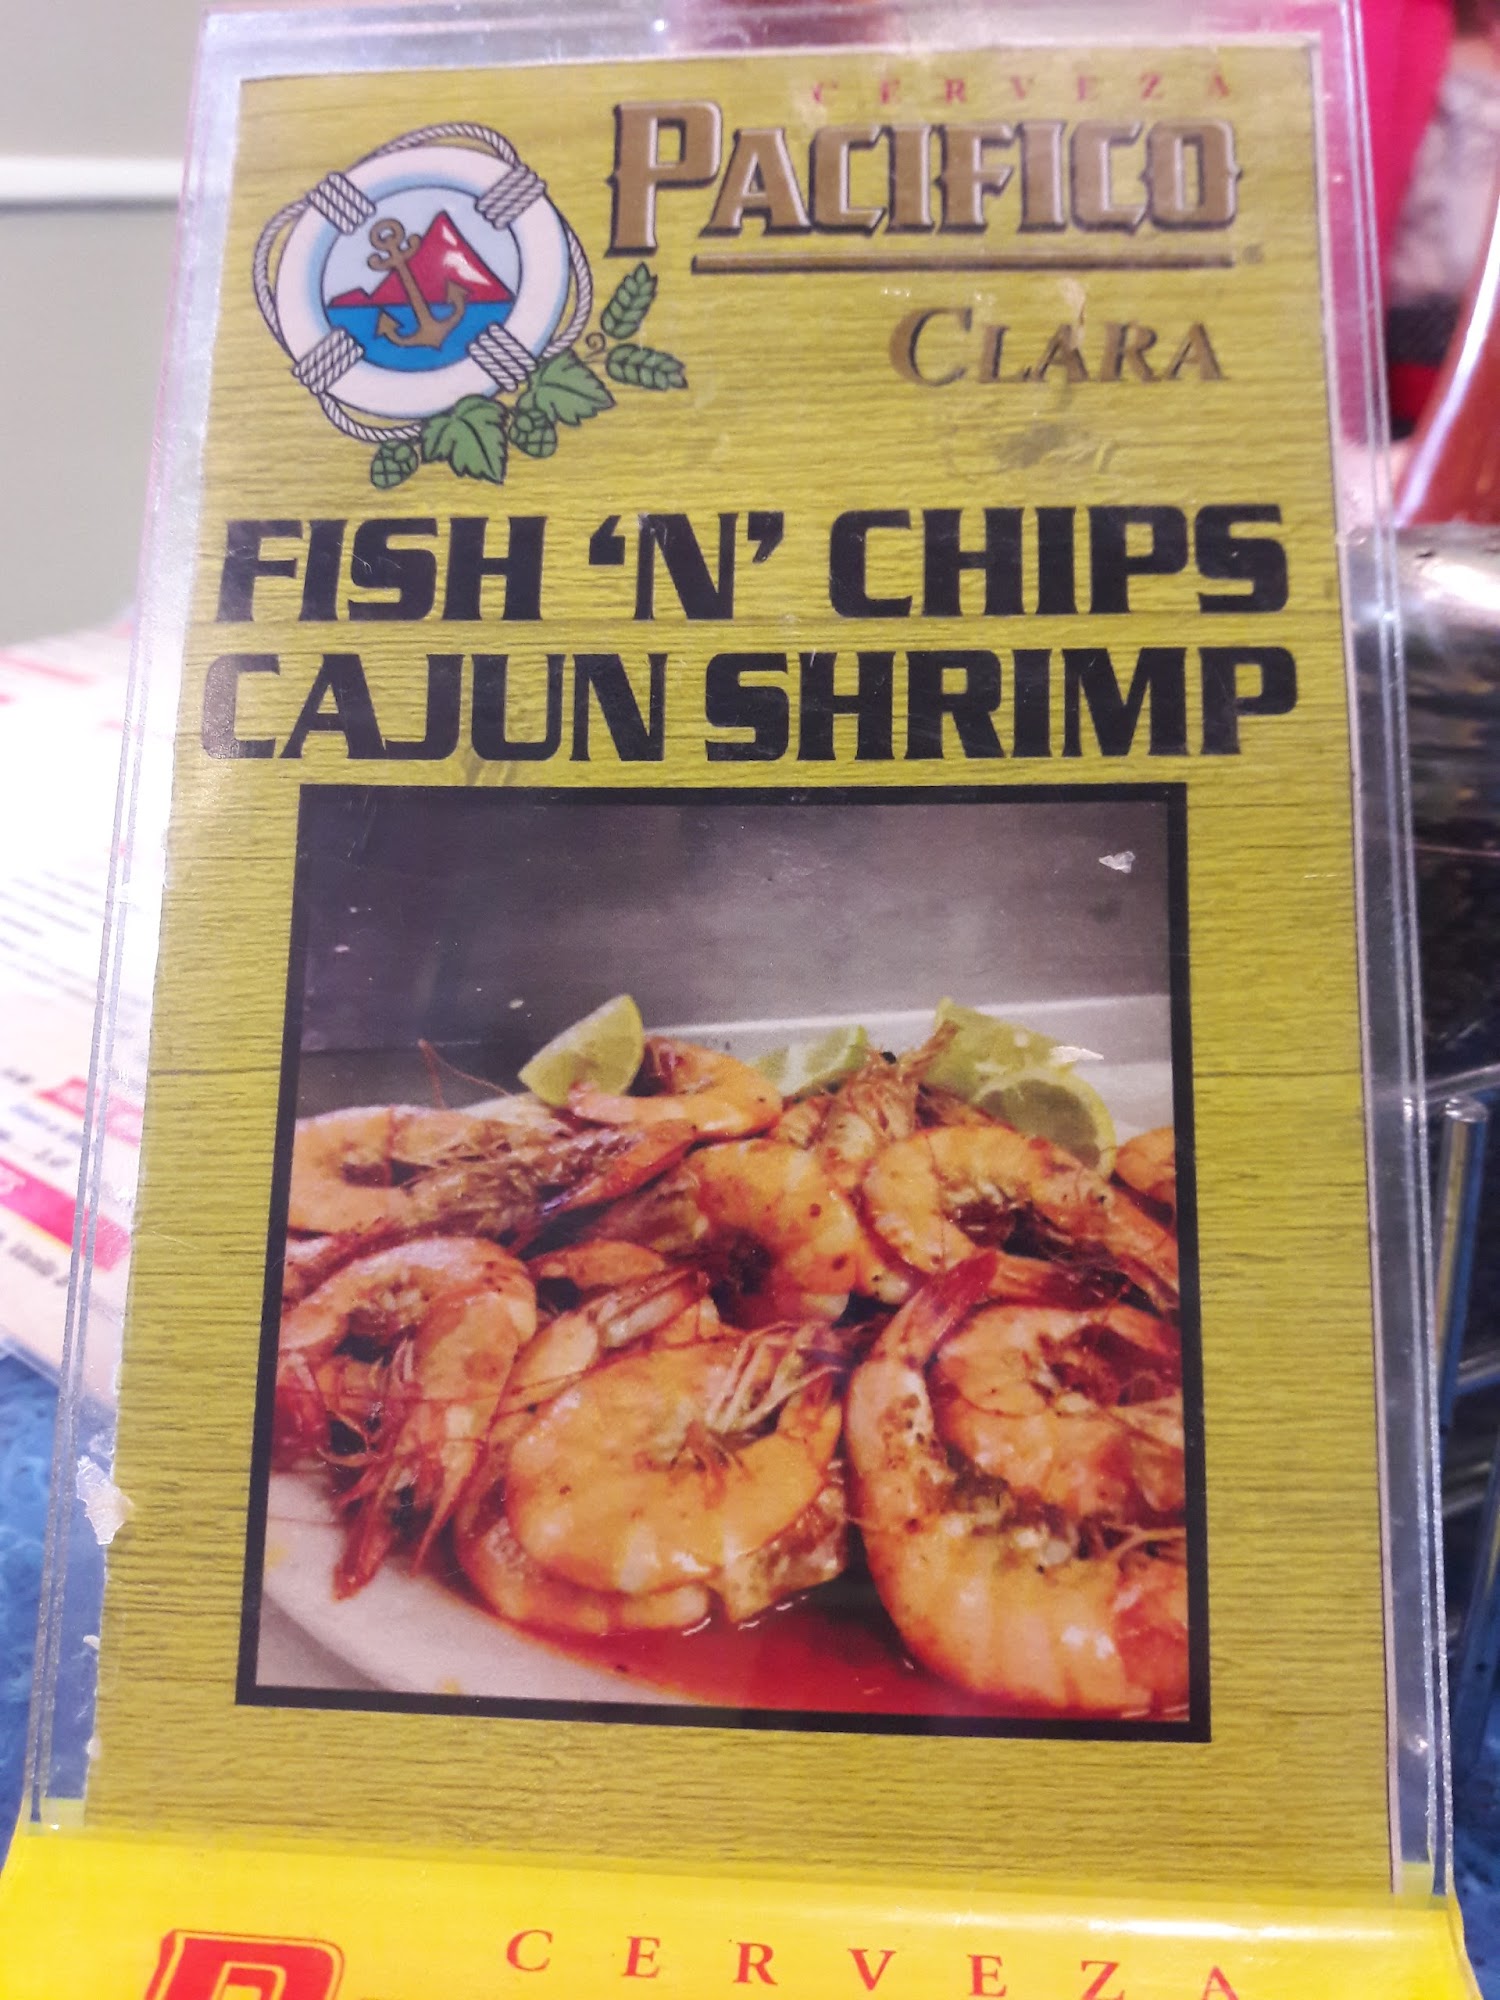 CERVEZA
PACIFICO
CLARA
FISH 'N' CHIPS
CAJUN SHRIMP
CERVEZA